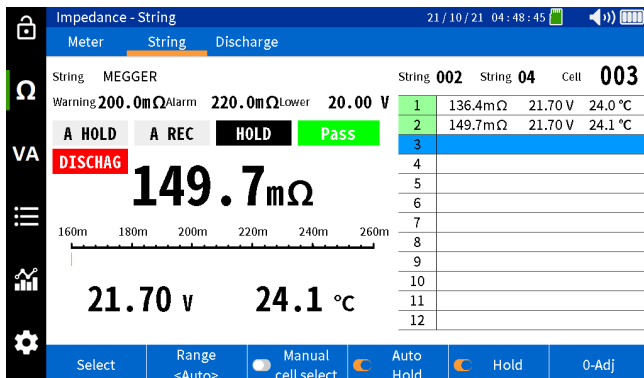 Impedance - String 21/10/21 04:48:45
Meter String Discharge
String MEGGER String 002 String 04 Cell 003
Warning 200.0mΩ Alarm 220.0mΩ Lower 20.00 V
A HOLD A REC HOLD Pass
DISCHAG
149.7mΩ
160m 180m 200m 220m 240m 260m
21.70 V 24.1 °C
Ω
VA
1 136.4mΩ 21.70 V 24.0 °C
2 149.7mΩ 21.70 V 24.1 °C
3
4
5
6
7
8
9
10
11
12
Select
Range
<Auto>
Manual
cell select
Auto
Hold
Hold
0-Adj